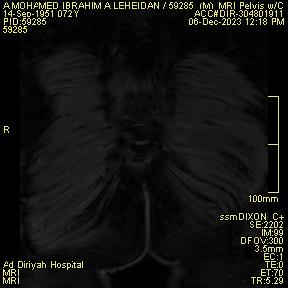 A MOHAMED IBRAHIM A LEHEIDAN / 59285 (M) MRI Pelvis w/C
14-Sep-1951 072Y ACC#DIR-304801911
PID:59285 06-Dec-2023 12:18 PM
59285
R
100mm
ssmDIXON_C+
SE:2202
IM:99
DFOV:300
3.5mm
Ad Diriyah Hospital EC:1
MRI TE:0
MRI ET:70
TR:5.29